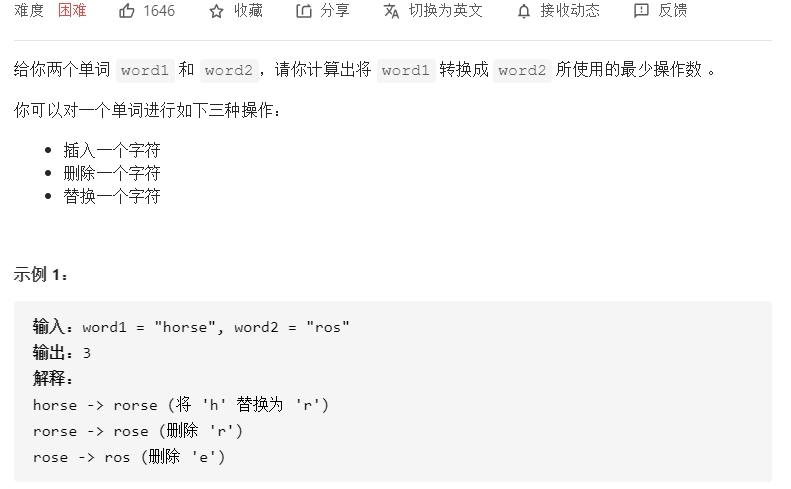 难度 困难 1646 收藏 分享 切换为英文 接收动态 反馈
给你两个单词 word1 和 word2，请你计算出将 word1 转换成 word2 所使用的最少操作数 。
你可以对一个单词进行如下三种操作：
插入一个字符
删除一个字符
替换一个字符
示例 1：
输入：word1 = "horse", word2 = "ros"
输出：3
解释：
horse -> rorse (将 'h' 替换为 'r')
rorse -> rose (删除 'r')
rose -> ros (删除 'e')